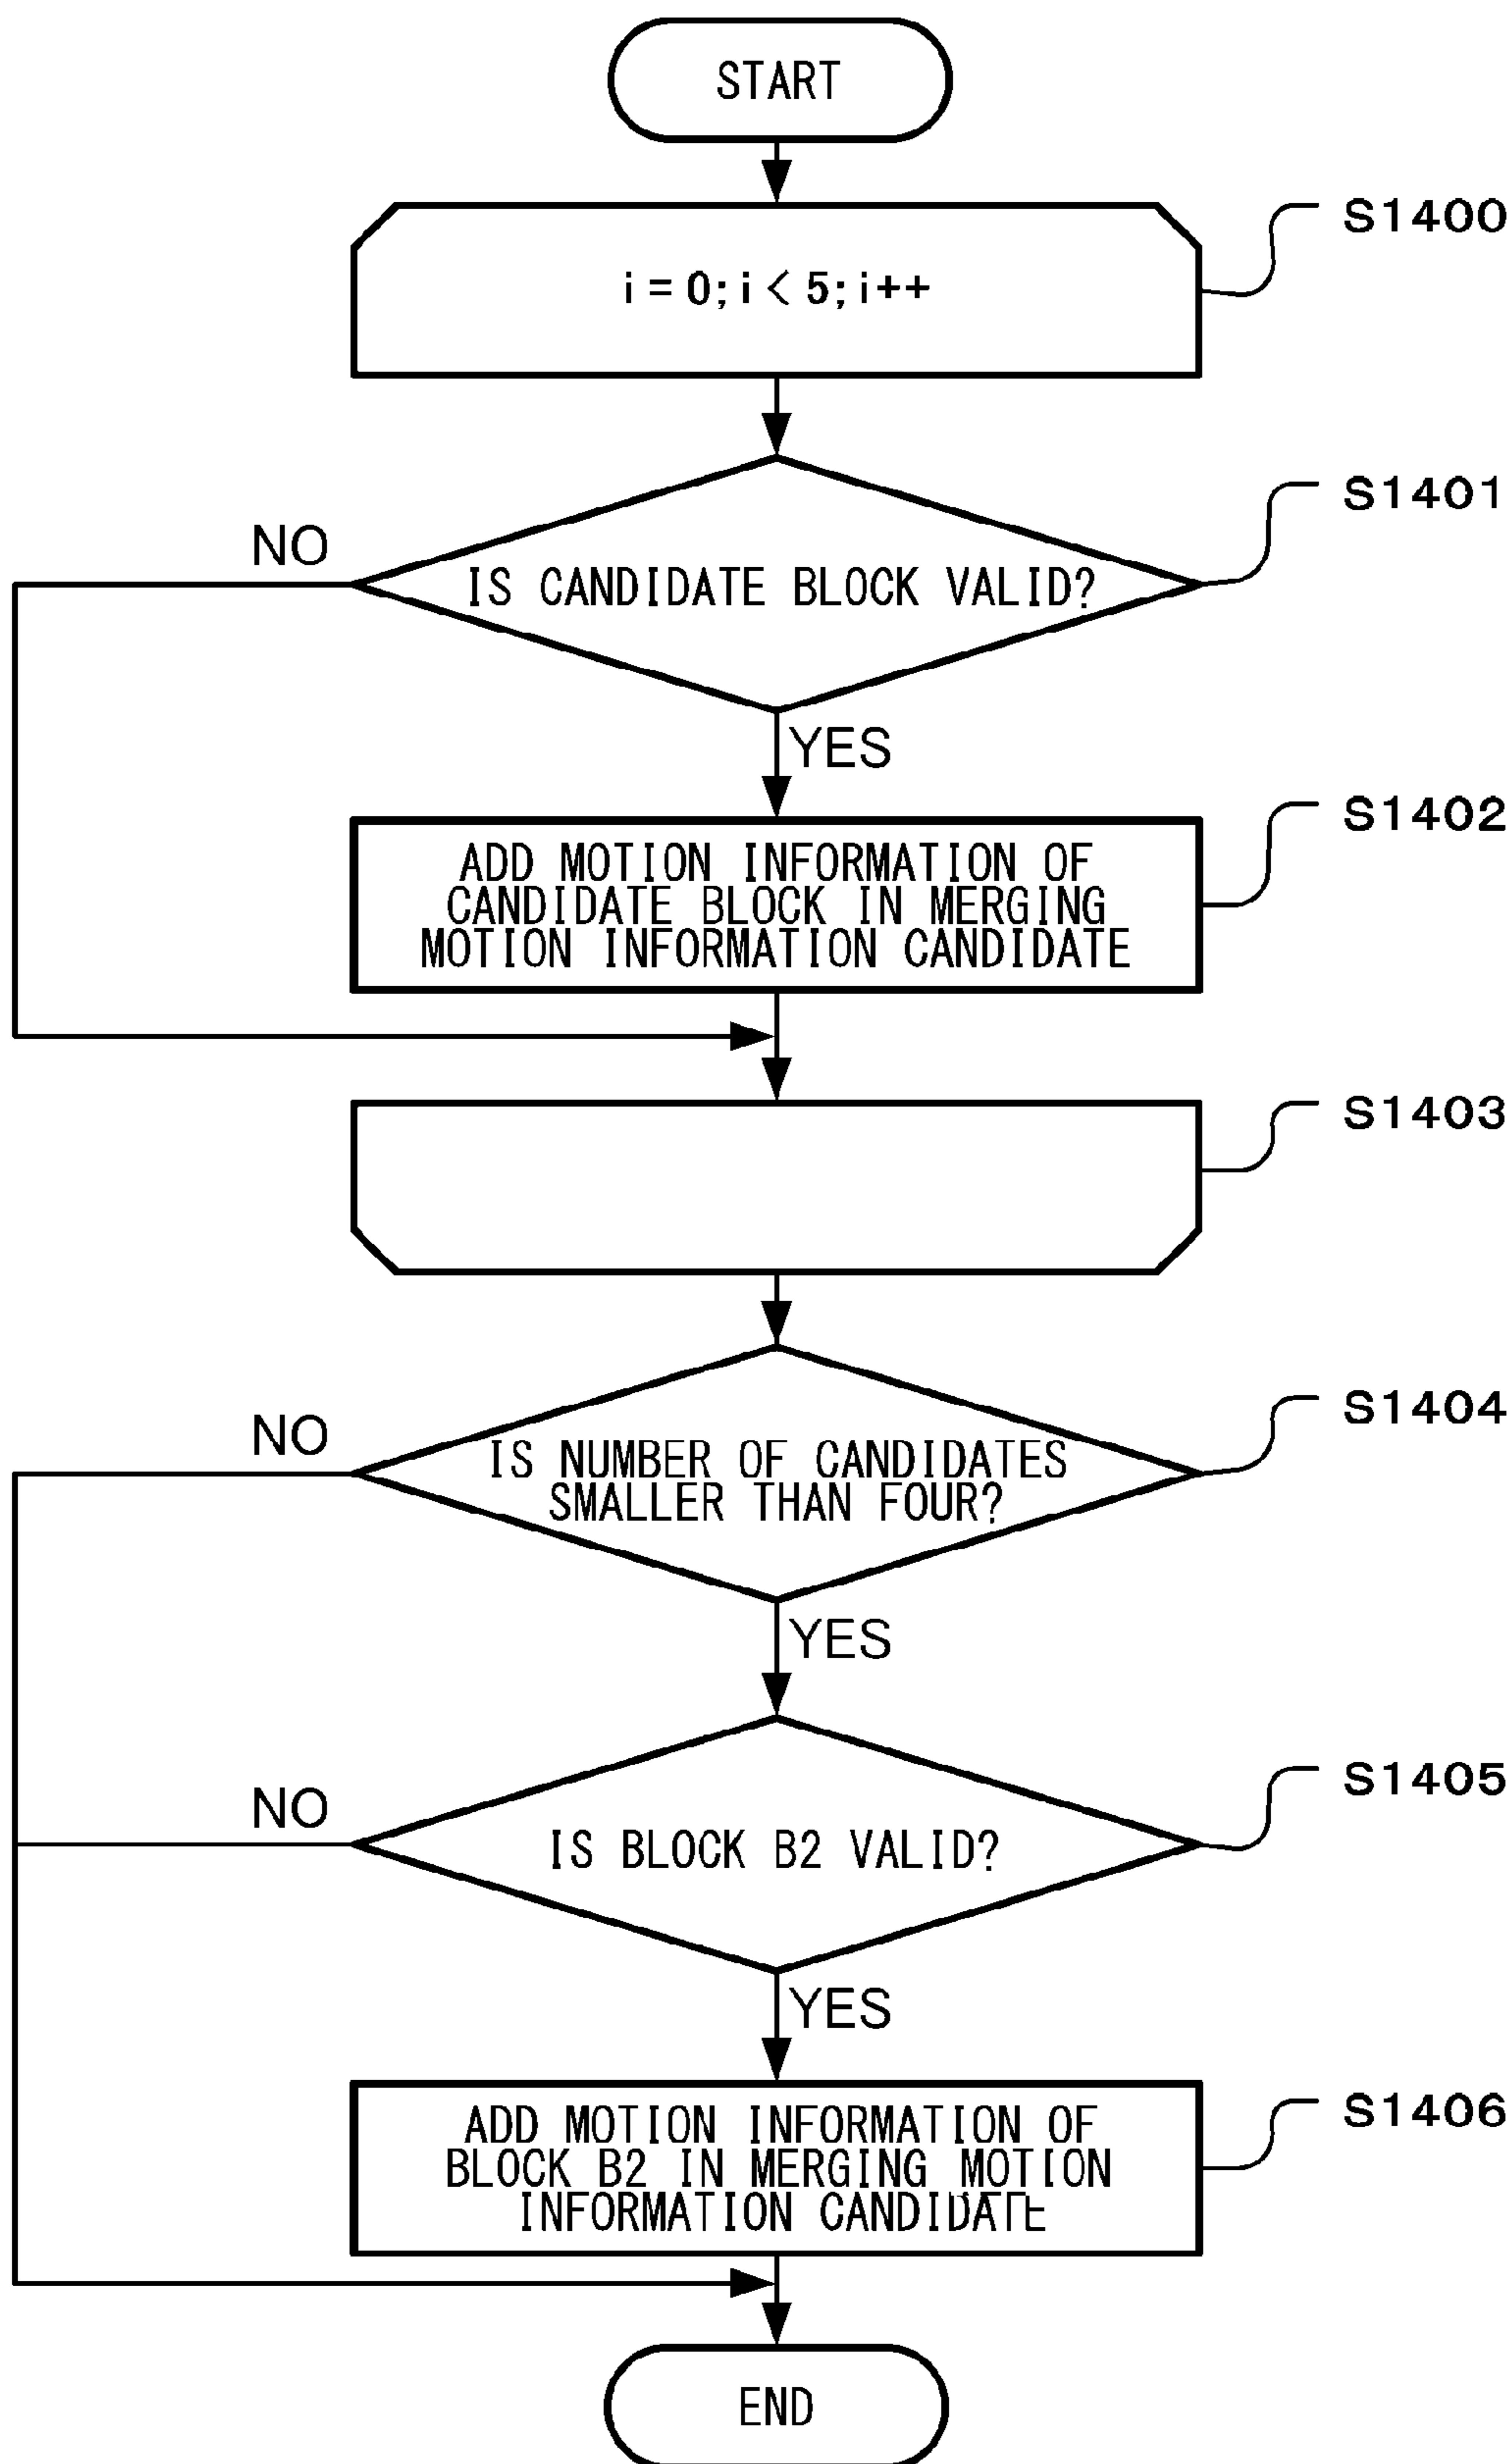 START
S1400
i=0;i<5;i++
S1401
NO
IS CANDIDATE BLOCK VALID?
YES
S1402
ADD MOTION INFORMATION OF
CANDIDATE BLOCK IN MERGING
MOTION INFORMATION CANDIDATE
S1403
S1404
NO
IS NUMBER OF CANDIDATES
SMALLER THAN FOUR?
YES
S1405
NO
IS BLOCK B2 VALID?
YES
S1406
ADD MOTION INFORMATION OF
BLOCK B2 IN MERGING MOTION
INFORMATION CANDIDATE
END